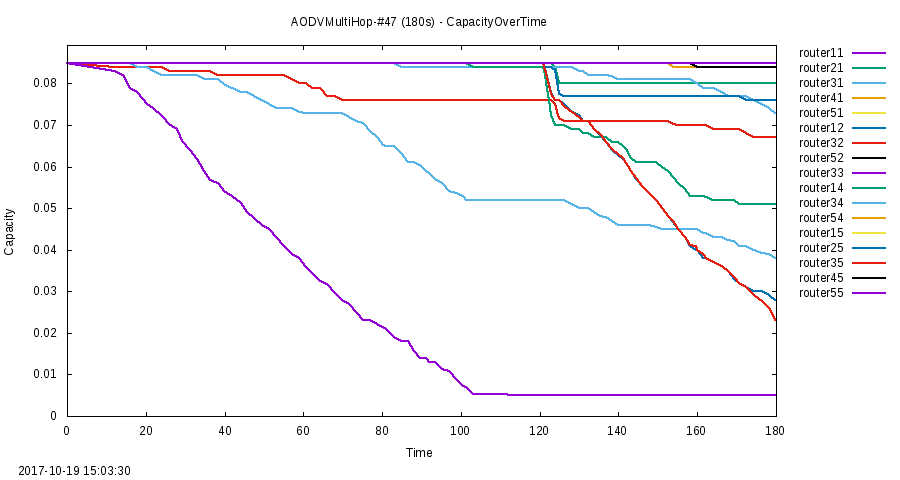 AODVMultiHop-#47 (180s) - CapacityOverTime
router11
router21
router31
router41
router51
router12
router32
router52
router33
router14
router34
router54
router15
router25
router35
router45
router55
Capacity
0.08
0.07
0.06
0.05
0.04
0.03
0.02
0.01
0
0 20 40 60 80 100 120 140 160 180
Time
2017-10-19 15:03:30